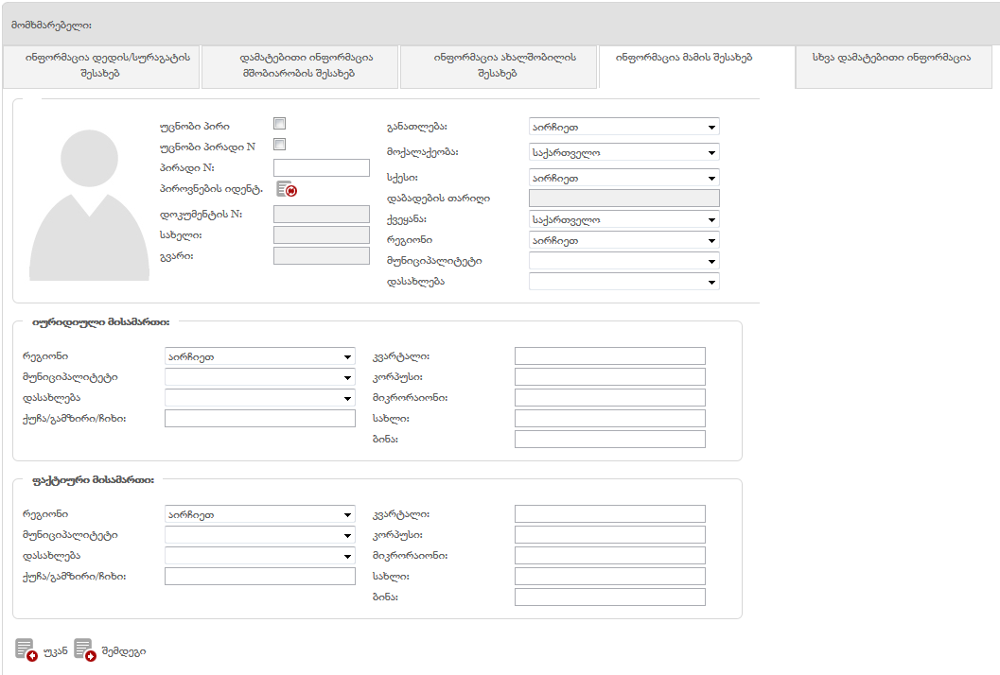 მომხმარებელი:
ინფორმაცია დედის/სურაგატის
შესახებ
დამატებითი ინფორმაცია
მშობიარობის შესახებ
ინფორმაცია ახალშობილის
შესახებ
ინფორმაცია მამის შესახებ
სხვა დამატებითი ინფორმაცია
უცნობი პირი
უცნობი პირადი N
პირადი N:
პიროვნების იდენტ.
დოკუმენტის N:
სახელი:
გვარი:
განათლება: აირჩიეთ
მოქალაქეობა: საქართველო
სქესი: აირჩიეთ
დაბადების თარიღი
ქვეყანა: საქართველო
რეგიონი აირჩიეთ
მუნიციპალიტეტი
დასახლება
იურიდიული მისამართი:
რეგიონი აირჩიეთ
მუნიციპალიტეტი
დასახლება
ქუჩა/გამზირი/ჩიხი:
კვარტალი:
კორპუსი:
მიკრორაიონი:
სახლი:
ბინა:
ფაქტიური მისამართი:
რეგიონი აირჩიეთ
მუნიციპალიტეტი
დასახლება
ქუჩა/გამზირი/ჩიხი:
კვარტალი:
კორპუსი:
მიკრორაიონი:
სახლი:
ბინა:
უკან შემდეგი